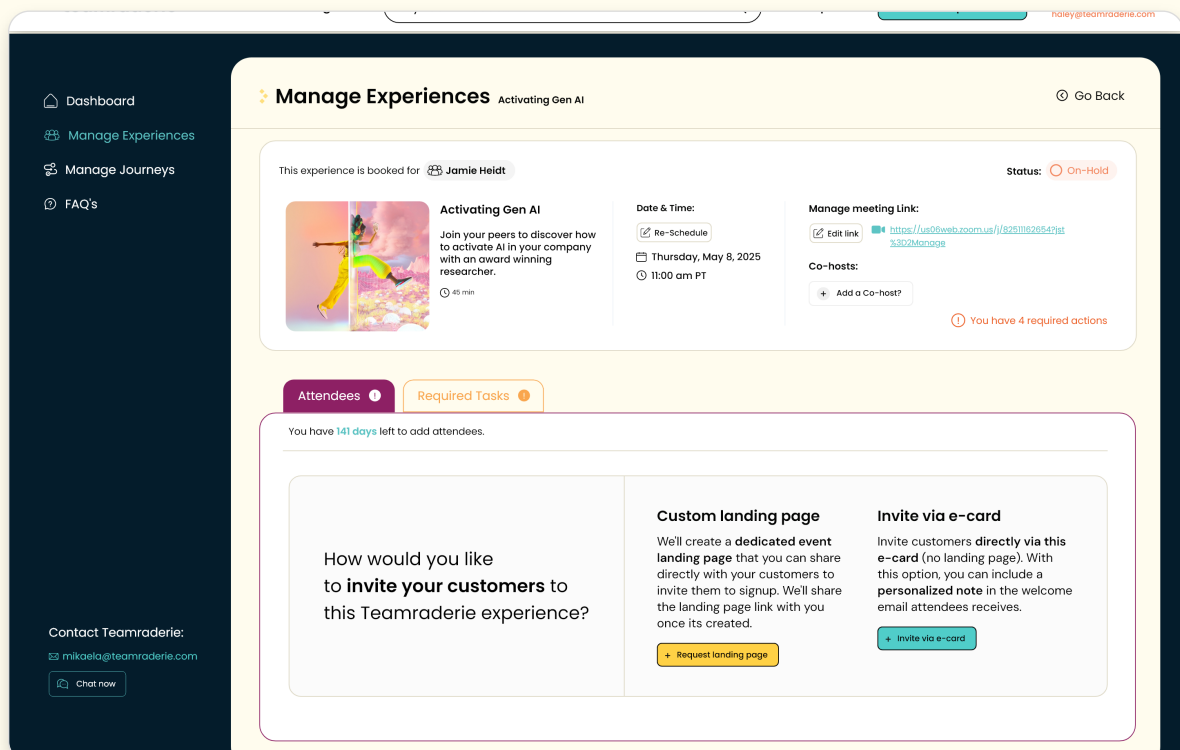 haley@teamraderie.com
Dashboard
Manage Experiences
Manage Journeys
FAQ's
Contact Teamraderie:
mikaela@teamraderie.com
Chat now
Manage Experiences Activating Gen AI
Go Back
This experience is booked for Jamie Heidt
Status: On-Hold
Activating Gen AI
Join your peers to discover how
to activate AI in your company
with an award winning
researcher.
45 min
Date & Time:
Re-Schedule
Thursday, May 8, 2025
11:00 am PT
Manage meeting Link:
Edit link
https://us06web.zoom.us/j/82511162654?jst
%3D2Manage
Co-hosts:
+ Add a Co-host?
You have 4 required actions
Attendees
Required Tasks
You have 141 days left to add attendees.
How would you like
to invite your customers to
this Teamraderie experience?
Custom landing page
We'll create a dedicated event
landing page that you can share
directly with your customers to
invite them to signup. We'll share
the landing page link with you
once its created.
+ Request landing page
Invite via e-card
Invite customers directly via this
e-card (no landing page). With
this option, you can include a
personalized note in the welcome
email attendees receives.
+ Invite via e-card